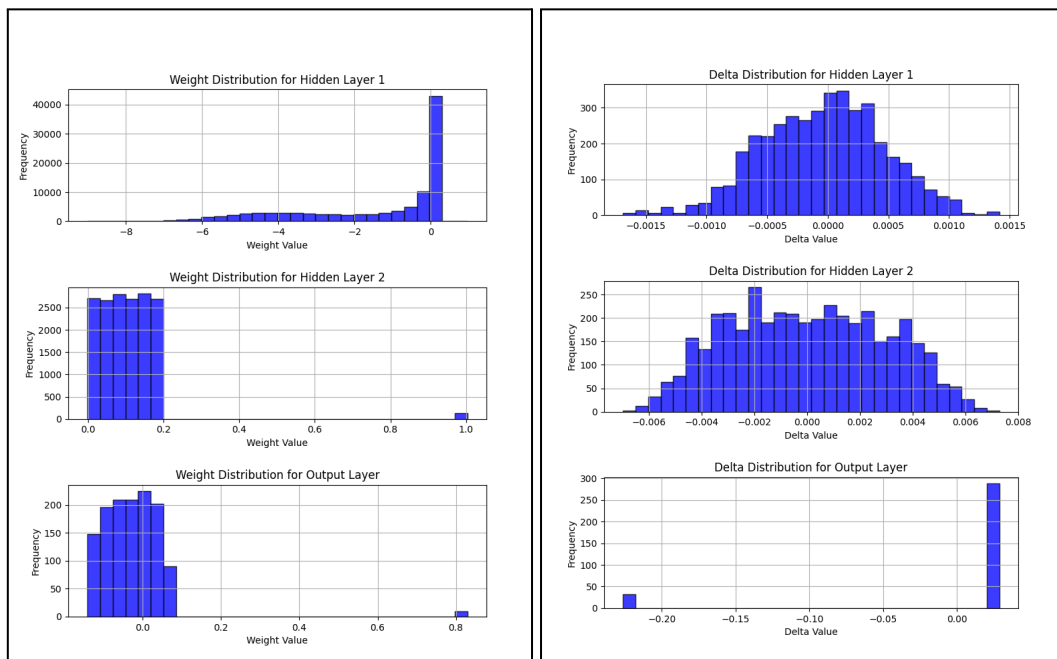 Weight Distribution for Hidden Layer 1
40000
30000
20000
10000
0
Frequency
−8 −6 −4 −2 0
Weight Value
Weight Distribution for Hidden Layer 2
2500
2000
1500
1000
500
0
Frequency
0.0 0.2 0.4 0.6 0.8 1.0
Weight Value
Weight Distribution for Output Layer
200
150
100
50
0
Frequency
0.0 0.2 0.4 0.6 0.8
Weight Value
Delta Distribution for Hidden Layer 1
300
200
100
0
Frequency
−0.0015 −0.0010 −0.0005 0.0000 0.0005 0.0010 0.0015
Delta Value
Delta Distribution for Hidden Layer 2
250
200
150
100
50
0
Frequency
−0.006 −0.004 −0.002 0.000 0.002 0.004 0.006 0.008
Delta Value
Delta Distribution for Output Layer
300
250
200
150
100
50
0
Frequency
−0.20 −0.15 −0.10 −0.05 0.00
Delta Value